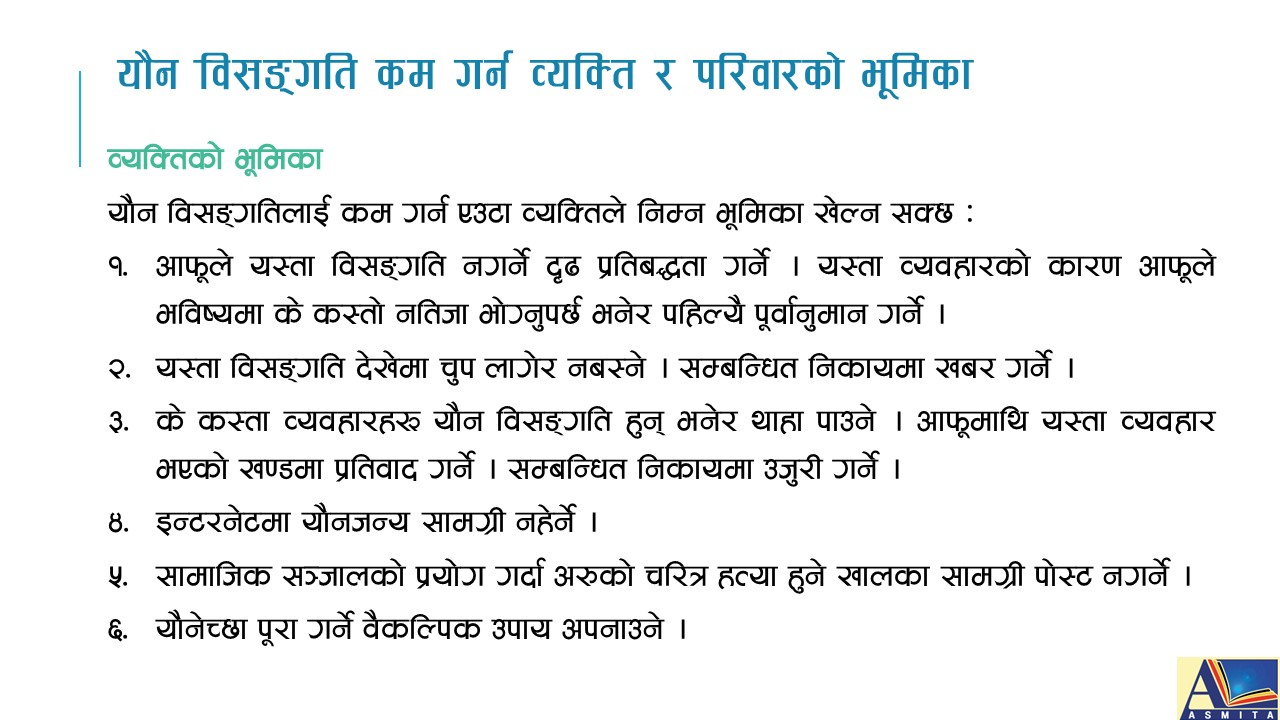 यौन विसङ्गति कम गर्न व्यक्ति र परिवारको भूमिका
व्यक्तिको भूमिका
यौन विसङ्गतिलाई कम गर्न एउटा व्यक्तिले निम्न भूमिका खेल्न सक्छ :
१. आफूले यस्ता विसङ्गति नगर्ने दृढ प्रतिबद्धता गर्ने । यस्ता व्यवहारको कारण आफूले
भविष्यमा के कस्तो नतिजा भोग्नुपर्छ भनेर पहिल्यै पूर्वानुमान गर्ने ।
२. यस्ता विसङ्गति देखेमा चुप लागेर नबस्ने । सम्बन्धित निकायमा खबर गर्ने ।
३. के कस्ता व्यवहारहरू यौन विसङ्गति हुन् भनेर थाहा पाउने । आफूमाथि यस्ता व्यवहार
भएको खण्डमा प्रतिवाद गर्ने । सम्बन्धित निकायमा उजुरी गर्ने ।
४. इन्टरनेटमा यौनजन्य सामग्री नहेर्ने ।
५. सामाजिक सञ्जालको प्रयोग गर्दा अरुको चरित्र हत्या हुने खालका सामग्री पोस्ट नगर्ने ।
६. यौनेच्छा पूरा गर्ने वैकल्पिक उपाय अपनाउने ।
ASMITA